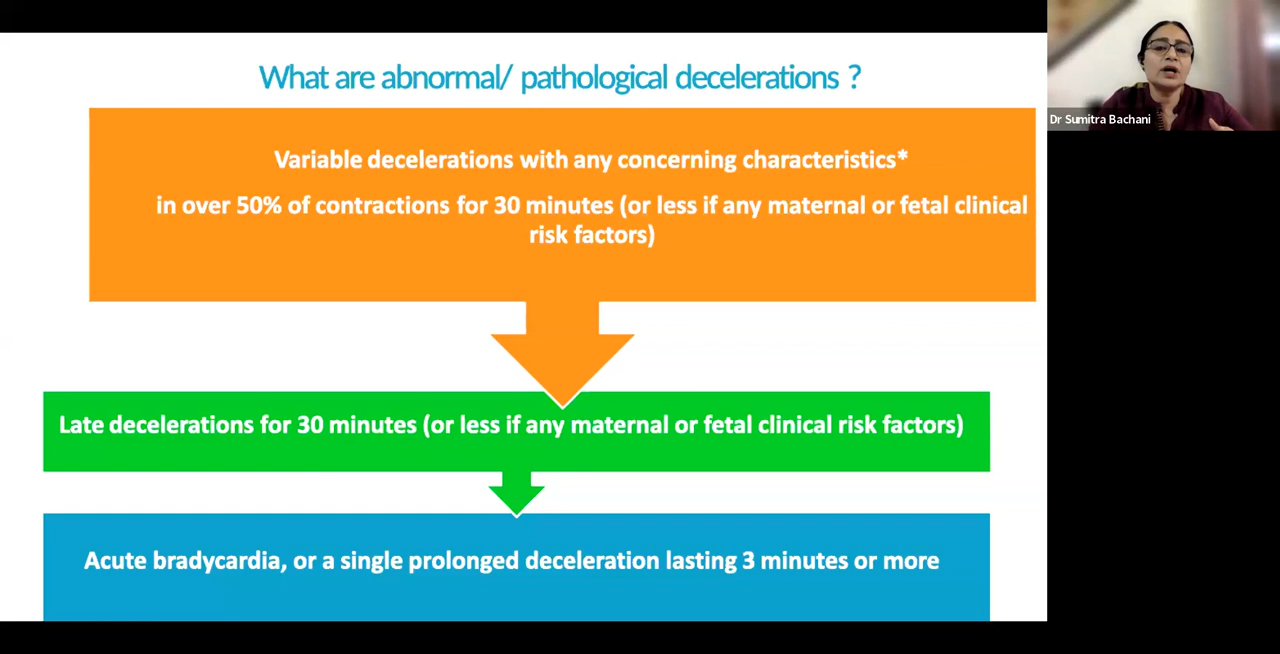 What are abnormal/ pathological decelerations ?
Dr Sumitra Bachani
Variable decelerations with any concerning characteristics*
in over 50% of contractions for 30 minutes (or less if any maternal or fetal clinical
risk factors)
Late decelerations for 30 minutes (or less if any maternal or fetal clinical risk factors)
Acute bradycardia, or a single prolonged deceleration lasting 3 minutes or more